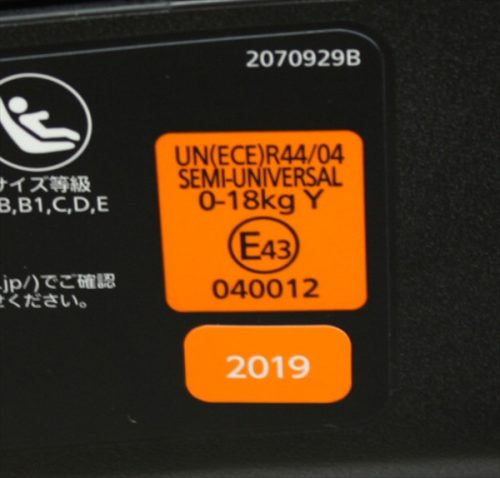 2070929B
サイズ等級
B,B1,C,D,E
.jp/)でご確認
せください。
UN(ECE)R44/04
SEMI-UNIVERSAL
0-18kg Y
E43
040012
2019